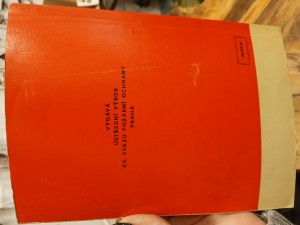 VYDÁVÁ
ÚSTŘEDNÍ VÝBOR
ČS. SVAZU POŽÁRNÍ OCHRANY
PRAHA